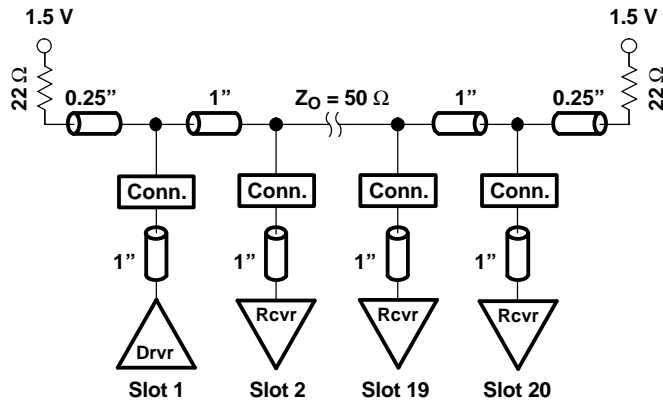 1.5 V
1.5 V
22 Ω
0.25”
1”
Z_O = 50 Ω
1”
0.25”
22 Ω
Conn.
Conn.
Conn.
Conn.
1”
1”
1”
1”
Drvr
Rcvr
Rcvr
Rcvr
Slot 1
Slot 2
Slot 19
Slot 20